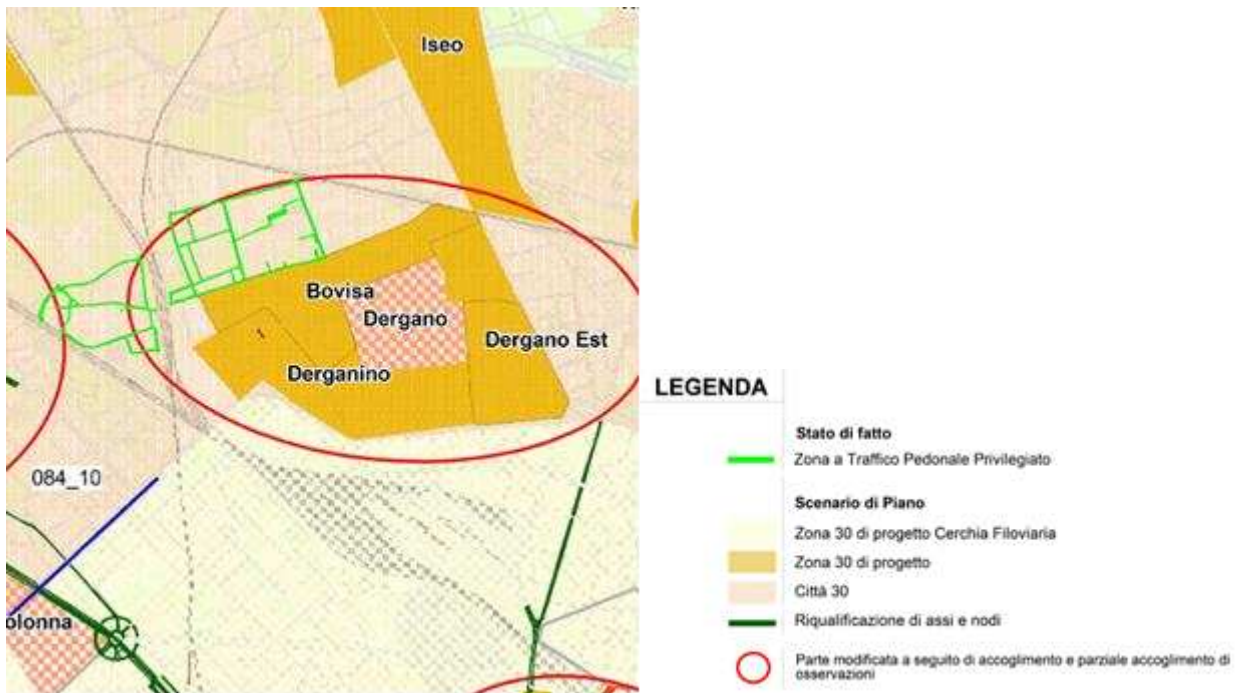 Iseo
Bovisa
Dergano
Dergano Est
Derganino
084_10
olonna
LEGENDA
Stato di fatto
Zona a Traffico Pedonale Privilegiato
Scenario di Piano
Zona 30 di progetto Cerchia Filoviaria
Zona 30 di progetto
Città 30
Riqualificazione di assi e nodi
Parte modificata a seguito di accoglimento e parziale accoglimento di
osservazioni